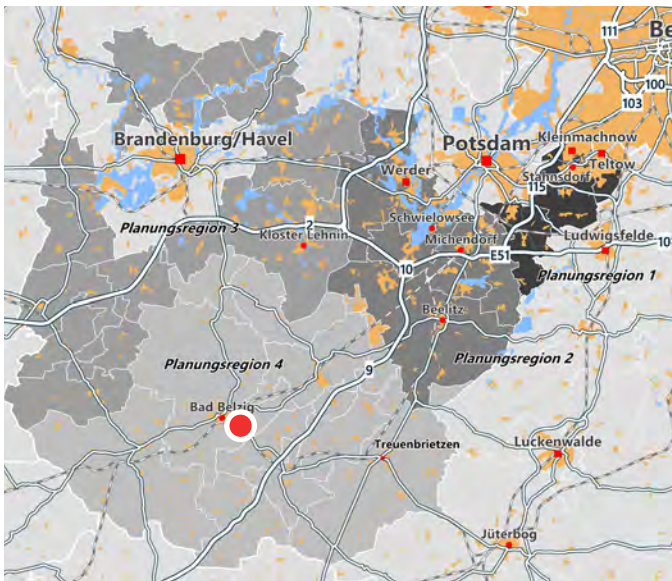 Be
111
100
103
Brandenburg/Havel
Potsdam
Kleinmachnow
Teltow
Stahnsdorf
Werder
115
Schwielowsee
2
Planungsregion 3
Kloster Lehnin
Michendorf
Ludwigsfelde
E51
10
10
Planungsregion 1
Beelitz
Planungsregion 4
9
Planungsregion 2
Bad Belzig
Treuenbrietzen
Luckenwalde
Jüterbog